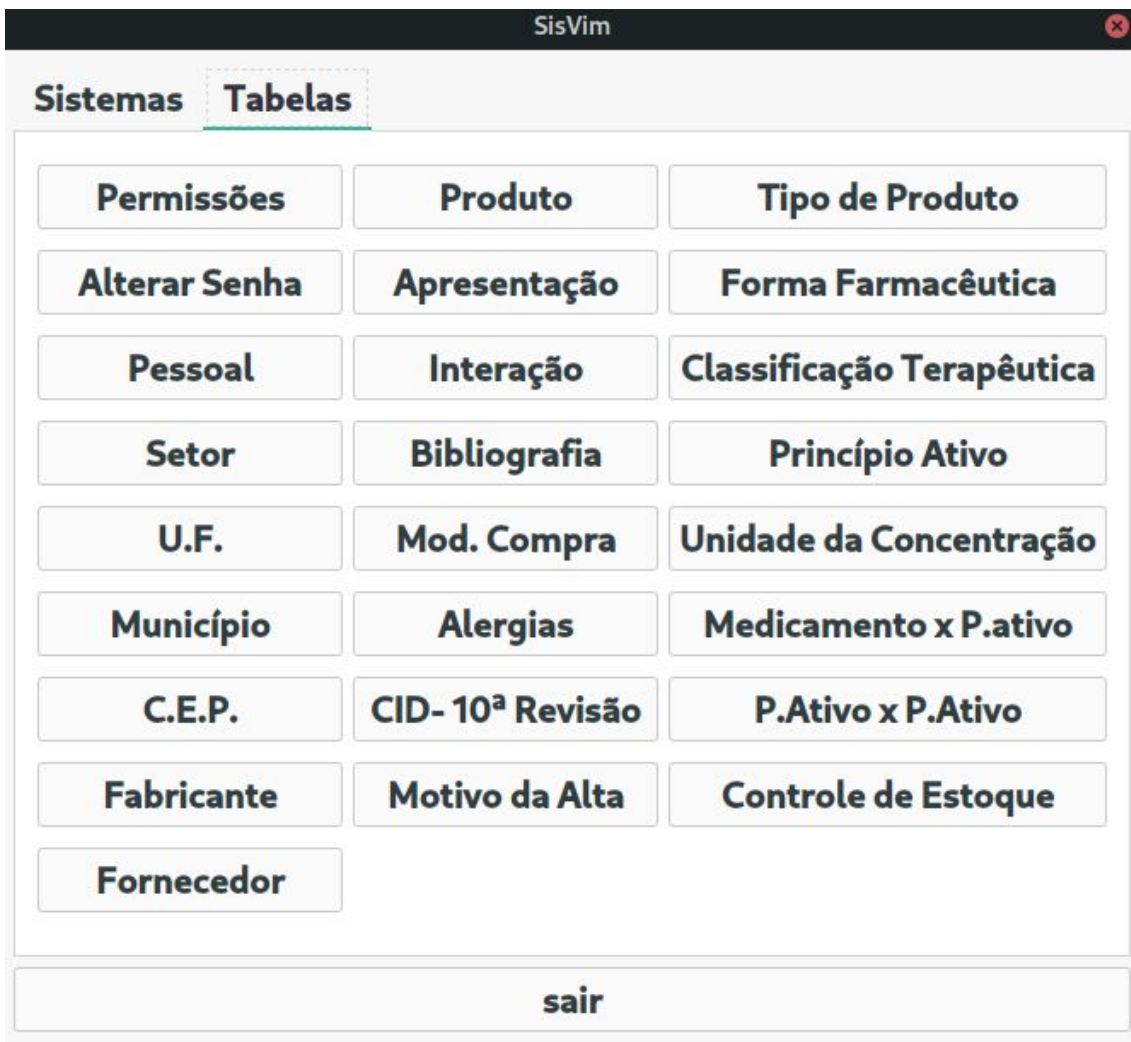 SisVim
Sistemas Tabelas
Permissões Produto Tipo de Produto
Alterar Senha Apresentação Forma Farmacêutica
Pessoal Interação Classificação Terapêutica
Setor Bibliografia Princípio Ativo
U.F. Mod. Compra Unidade da Concentração
Município Alergias Medicamento x P.ativo
C.E.P. CID- 10ª Revisão P.Ativo x P.Ativo
Fabricante Motivo da Alta Controle de Estoque
Fornecedor
sair